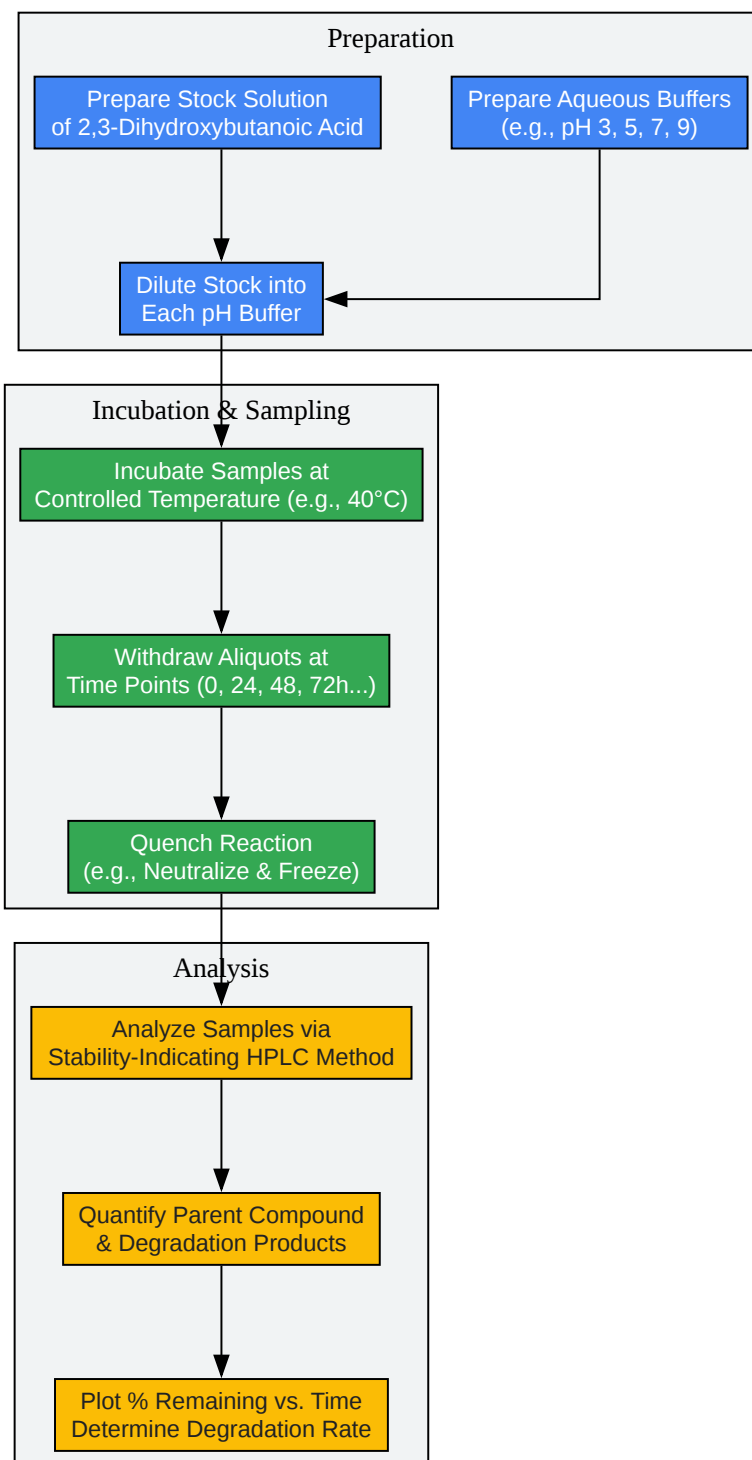 Preparation
Prepare Stock Solution
of 2,3-Dihydroxybutanoic Acid
Prepare Aqueous Buffers
(e.g., pH 3, 5, 7, 9)
Dilute Stock into
Each pH Buffer
Incubation & Sampling
Incubate Samples at
Controlled Temperature (e.g., 40°C)
Withdraw Aliquots at
Time Points (0, 24, 48, 72h...)
Quench Reaction
(e.g., Neutralize & Freeze)
Analysis
Analyze Samples via
Stability-Indicating HPLC Method
Quantify Parent Compound
& Degradation Products
Plot % Remaining vs. Time
Determine Degradation Rate